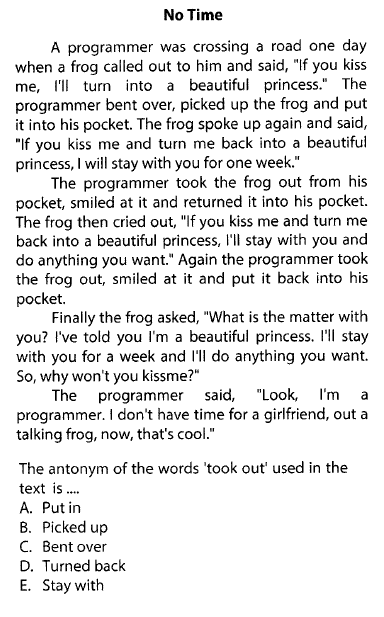 No Time
A programmer was crossing a road one day
when a frog called out to him and said, "If you kiss
me, I'll turn into a beautiful princess." The
programmer bent over, picked up the frog and put
it into his pocket. The frog spoke up again and said,
"If you kiss me and turn me back into a beautiful
princess, I will stay with you for one week."
The programmer took the frog out from his
pocket, smiled at it and returned it into his pocket.
The frog then cried out, "If you kiss me and turn me
back into a beautiful princess, I'll stay with you and
do anything you want." Again the programmer took
the frog out, smiled at it and put it back into his
pocket.
Finally the frog asked, "What is the matter with
you? I've told you I'm a beautiful princess. I'll stay
with you for a week and I'll do anything you want.
So, why won't you kissme?"
The programmer said, "Look, I'm a
programmer. I don't have time for a girlfriend, out a
talking frog, now, that's cool."
The antonym of the words 'took out' used in the
text is ....
A. Put in
B. Picked up
C. Bent over
D. Turned back
E. Stay with